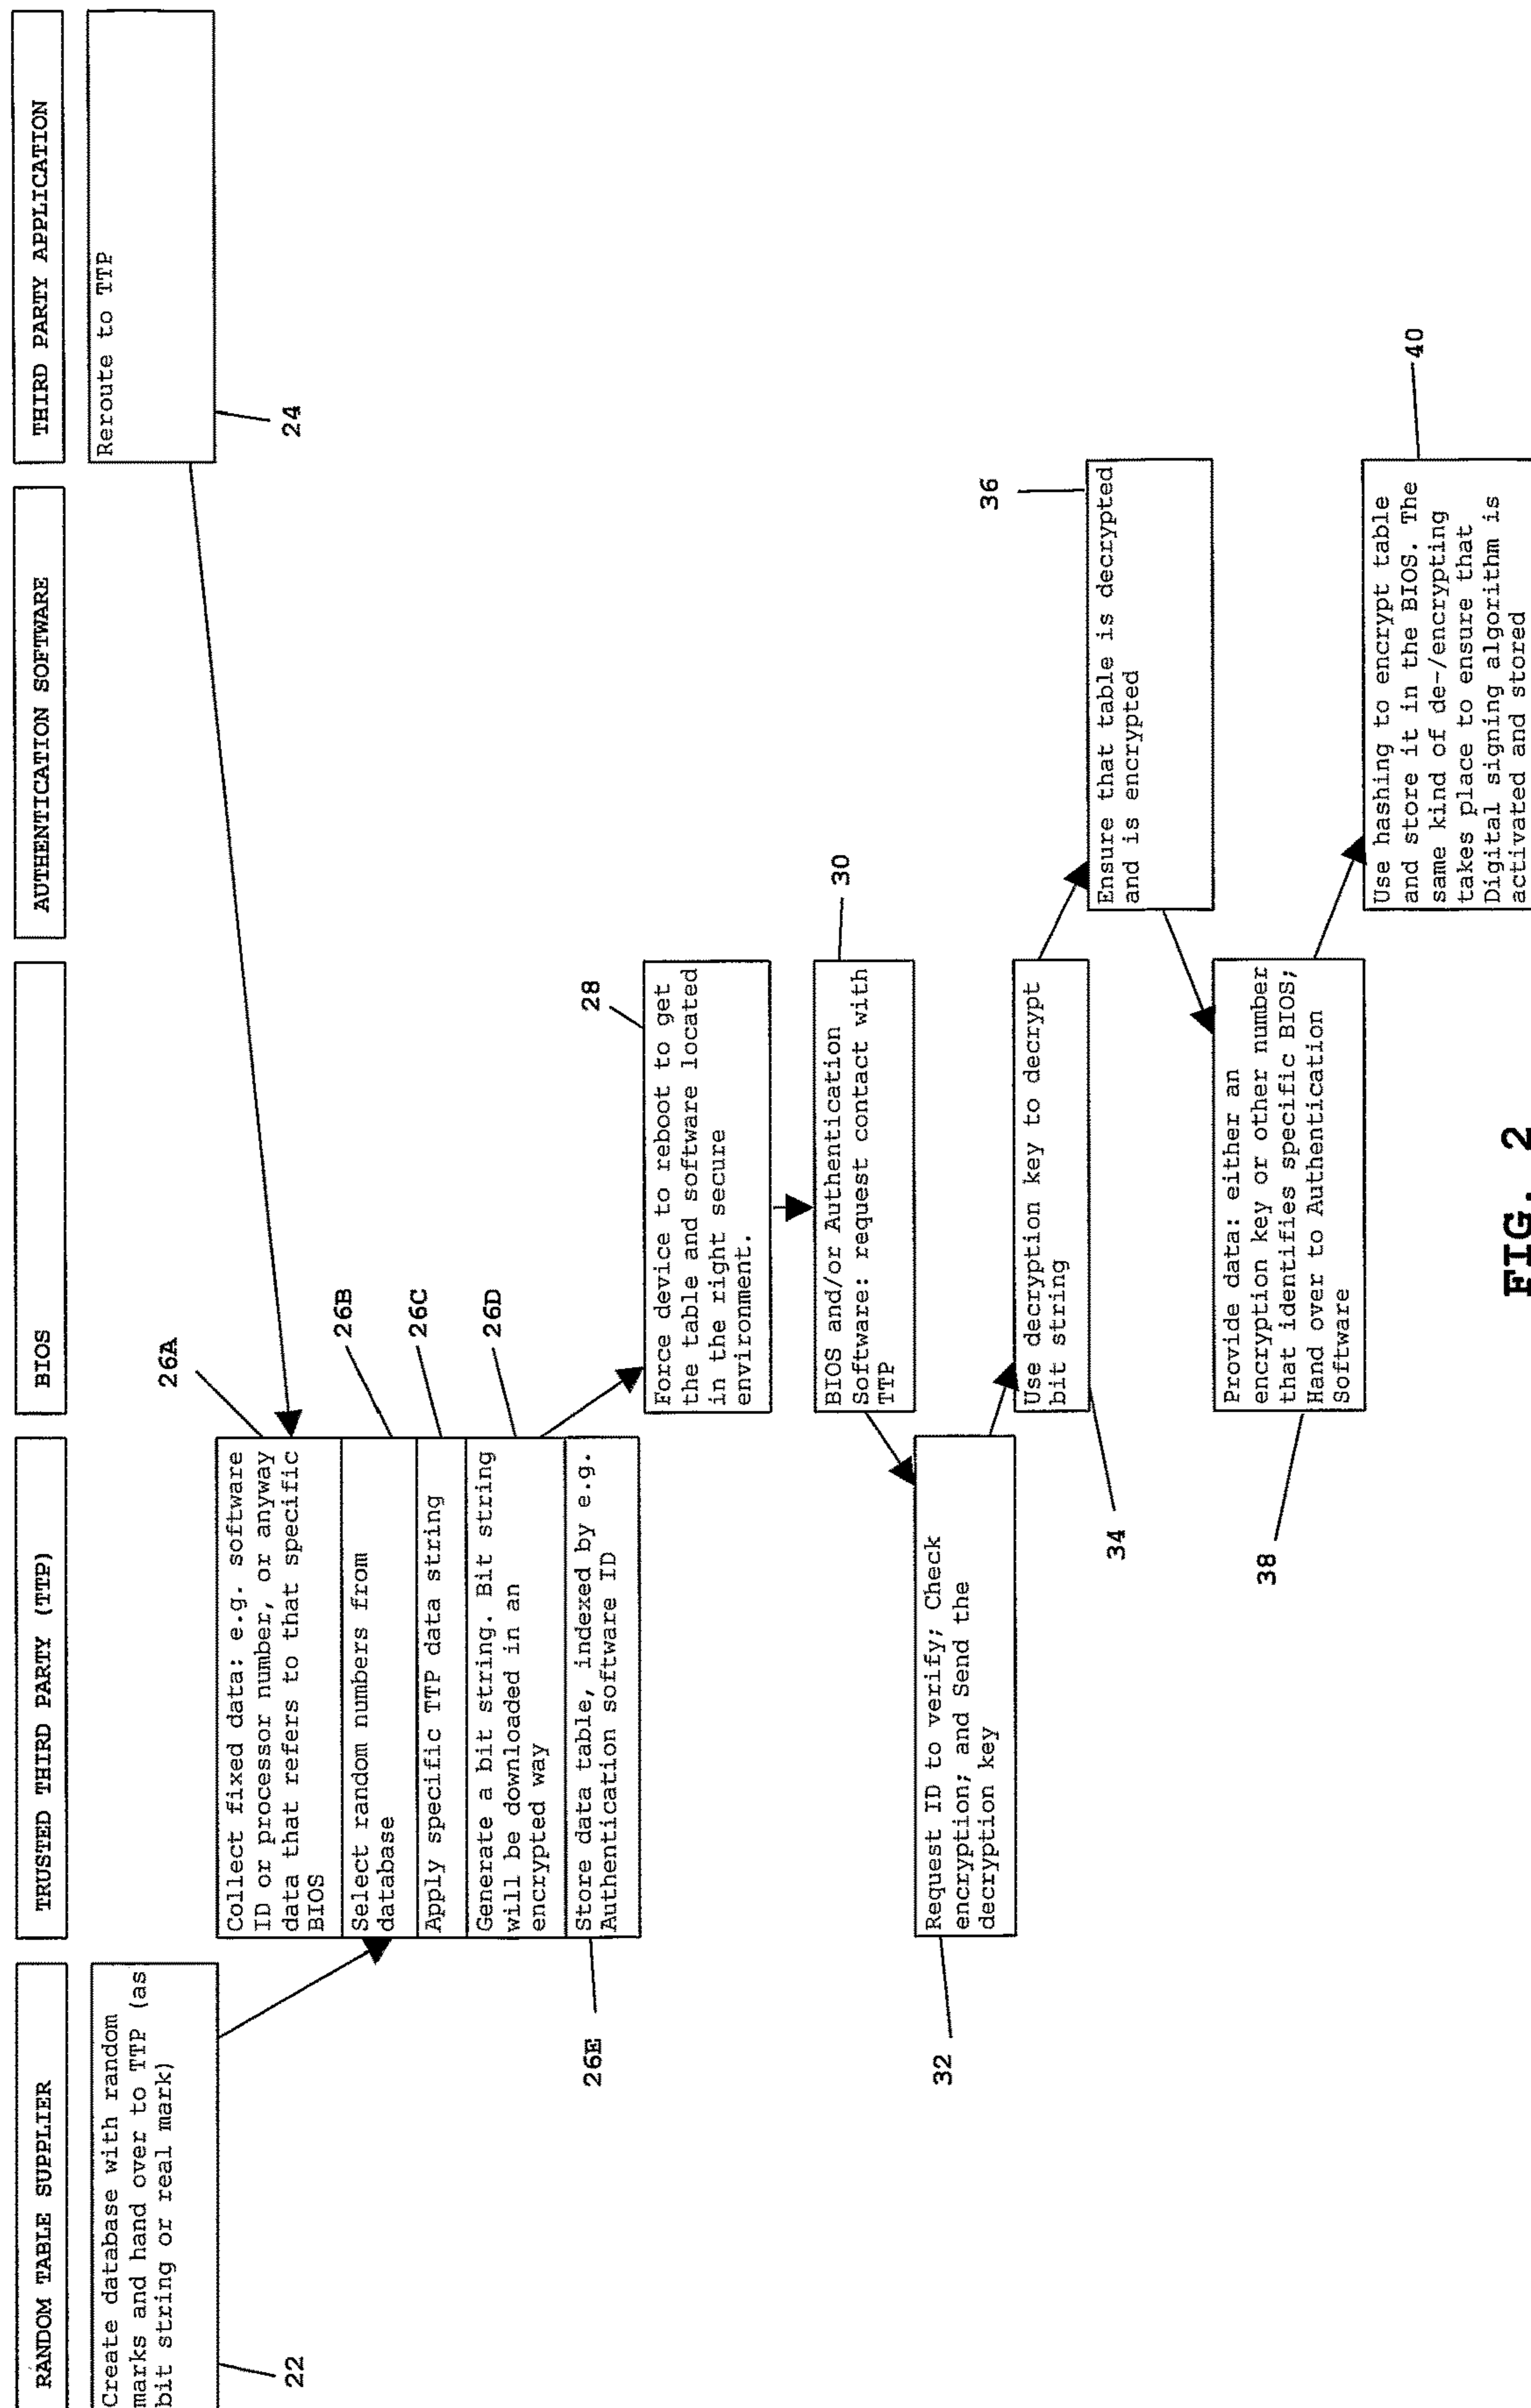 RANDOM TABLE SUPPLIER
TRUSTED THIRD PARTY (TTP)
BIOS
AUTHENTICATION SOFTWARE
THIRD PARTY APPLICATION
Create database with random
marks and hand over to TTP (as
bit string or real mark)
22
Reroute to TTP
24
26A
Collect fixed data: e.g. software
ID or processor number, or anyway
data that refers to that specific
BIOS
26B
Select random numbers from
database
26C
Apply specific TTP data string
26D
Generate a bit string. Bit string
will be downloaded in an
encrypted way
Store data table, indexed by e.g.
Authentication software ID
26E
28
Force device to reboot to get
the table and software located
in the right secure
environment.
30
BIOS and/or Authentication
Software: request contact with
TTP
Request ID to verify; Check
encryption; and Send the
decryption key
32
Use decryption key to decrypt
bit string
34
36
Ensure that table is decrypted
and is encrypted
Provide data: either an
encryption key or other number
that identifies specific BIOS;
Hand over to Authentication
Software
38
Use hashing to encrypt table
and store it in the BIOS. The
same kind of de-/encrypting
takes place to ensure that
Digital signing algorithm is
activated and stored
40
FIG. 2